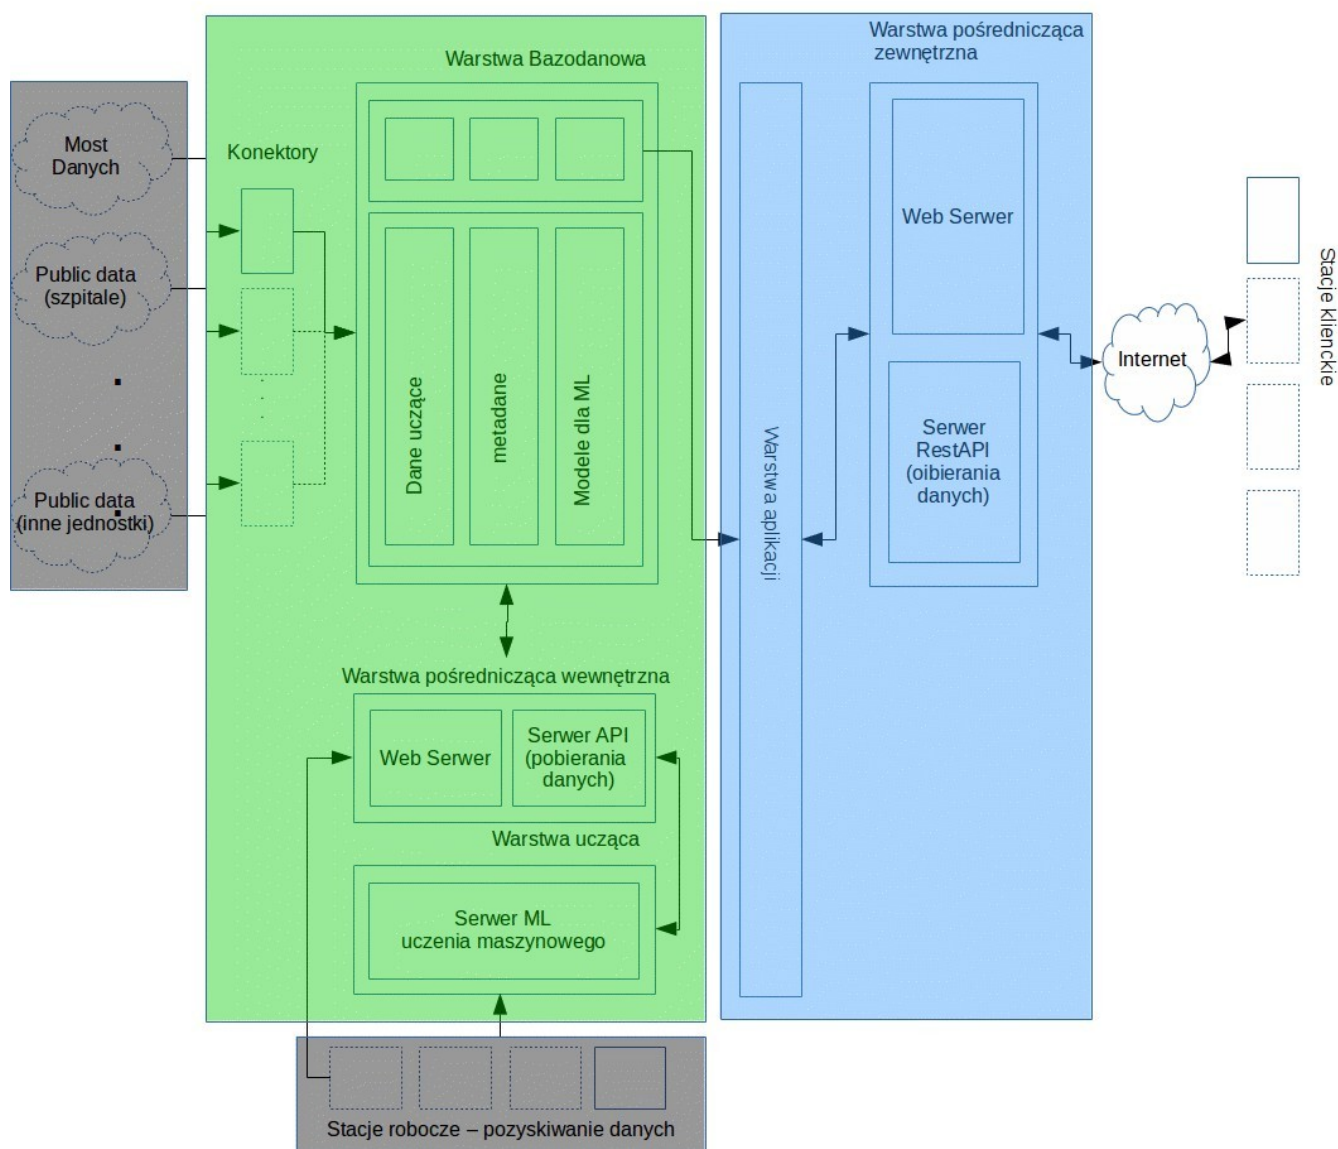 Warstwa pośrednicząca
zewnętrzna
Warstwa Bazodanowa
Most
Danych
Konektory
Public data
(szpitale)
Public data
(inne jednostki)
Dane uczące
metadane
Modele dla ML
Warstwa aplikacji
Web Serwer
Serwer
RestAPI
(oibierania
danych)
Internet
Stacje klienckie
Warstwa pośrednicząca wewnętrzna
Web Serwer
Serwer API
(pobierania
danych)
Warstwa ucząca
Serwer ML
uczenia maszynowego
Stacje robocze – pozyskiwanie danych